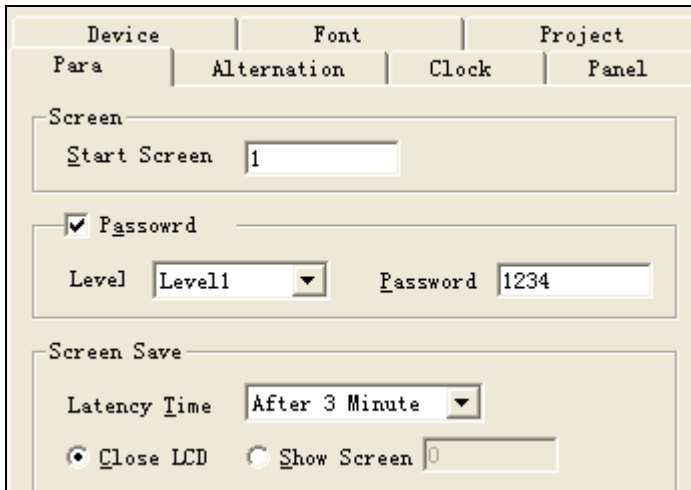 Device Font Project
Para Alternation Clock Panel
Screen
Start Screen 1
Passowrd
Level Level1 Password 1234
Screen Save
Latency Time After 3 Minute
Close LCD Show Screen 0